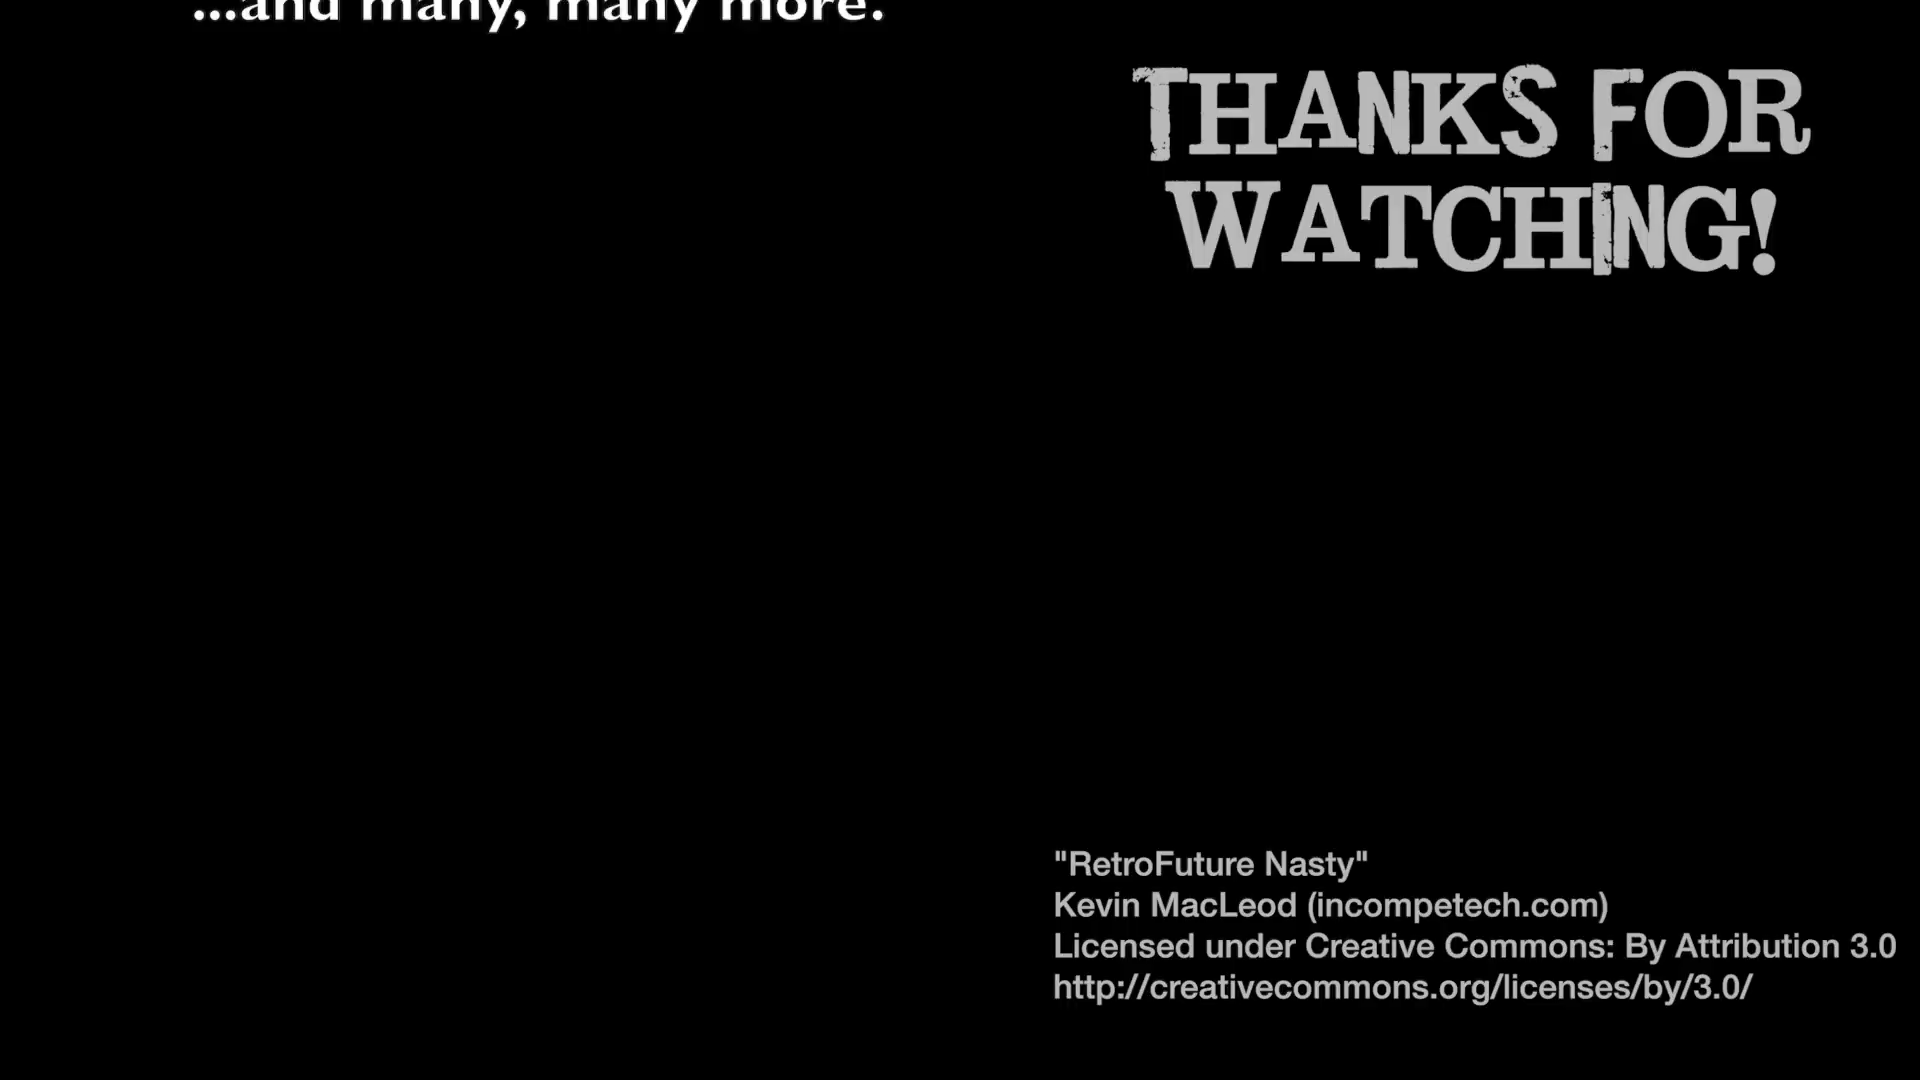 ...and many, many more.
THANKS FOR
WATCHING!
"RetroFuture Nasty"
Kevin MacLeod (incompetech.com)
Licensed under Creative Commons: By Attribution 3.0
http://creativecommons.org/licenses/by/3.0/